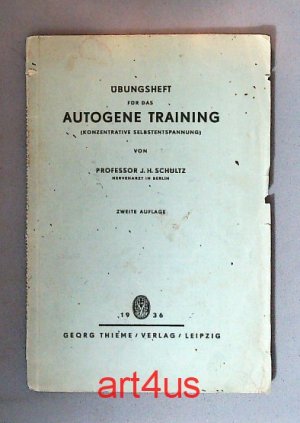 ÜBUNGSHEFT
FÜR DAS
AUTOGENE TRAINING
(KONZENTRATIVE SELBSTENTSPANNUNG)
VON
PROFESSOR J. H. SCHULTZ
NERVENARZT IN BERLIN
ZWEITE AUFLAGE
19 36
GEORG THIEME / VERLAG / LEIPZIG
art4us